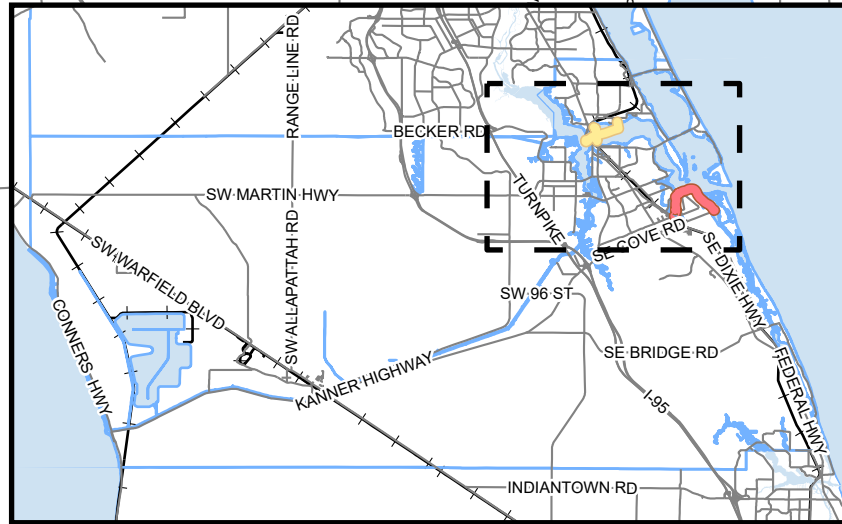 RANGE LINE RD
BECKER RD
SW MARTIN HWY
TURNPIKE
SE COVE RD
SW WARFIELD BLVD
SW ALLAPATTAH RD
SE DIXIE HWY
CONNERS HWY
SW 96 ST
SE BRIDGE RD
KANNER HIGHWAY
FEDERAL HWY
I-95
INDIANTOWN RD